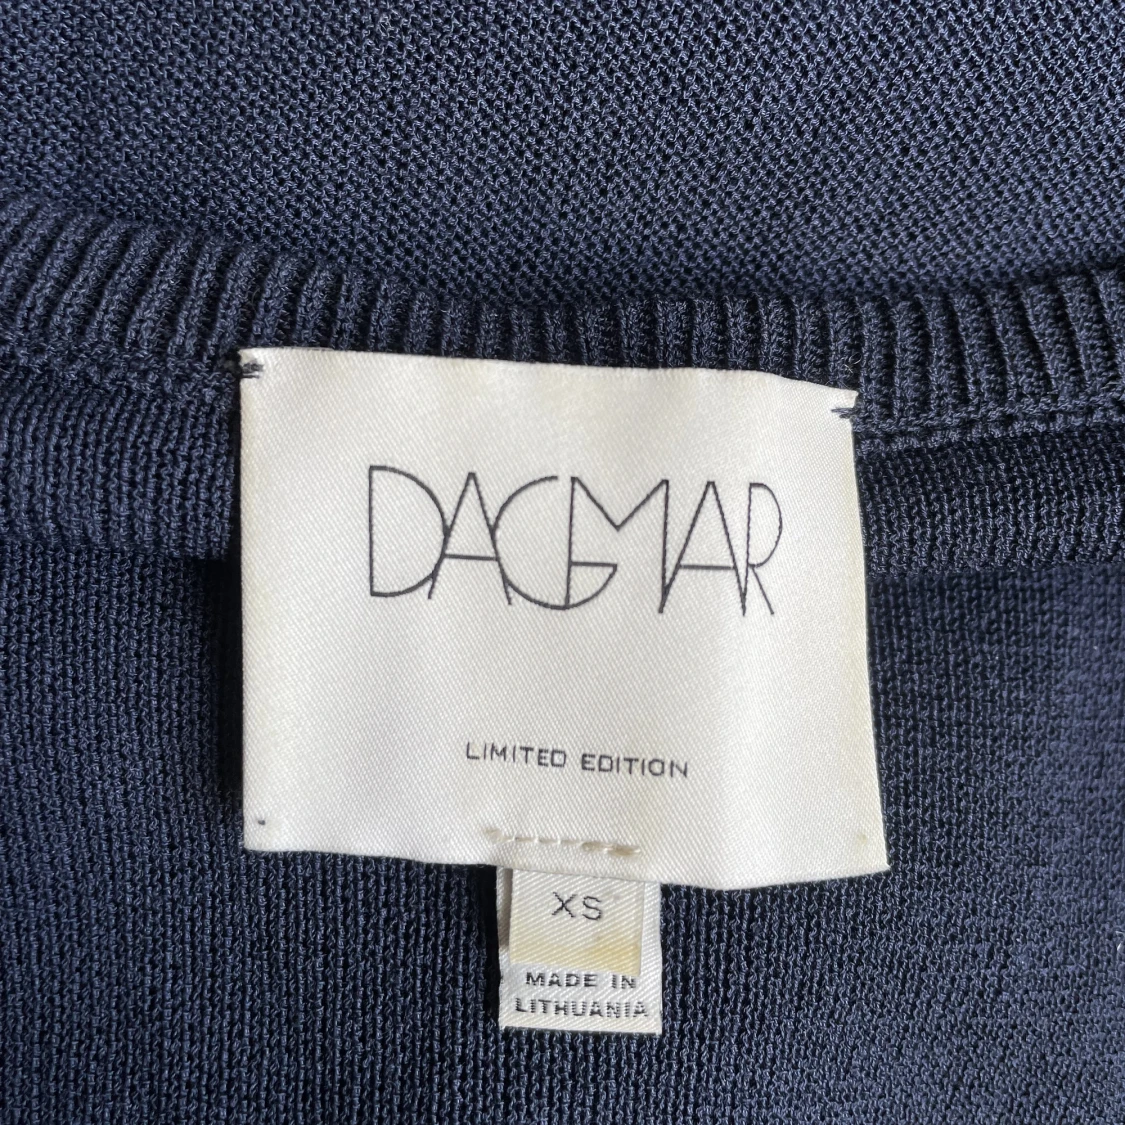 DAGMAR
LIMITED EDITION
XS
MADE IN
LITHUANIA